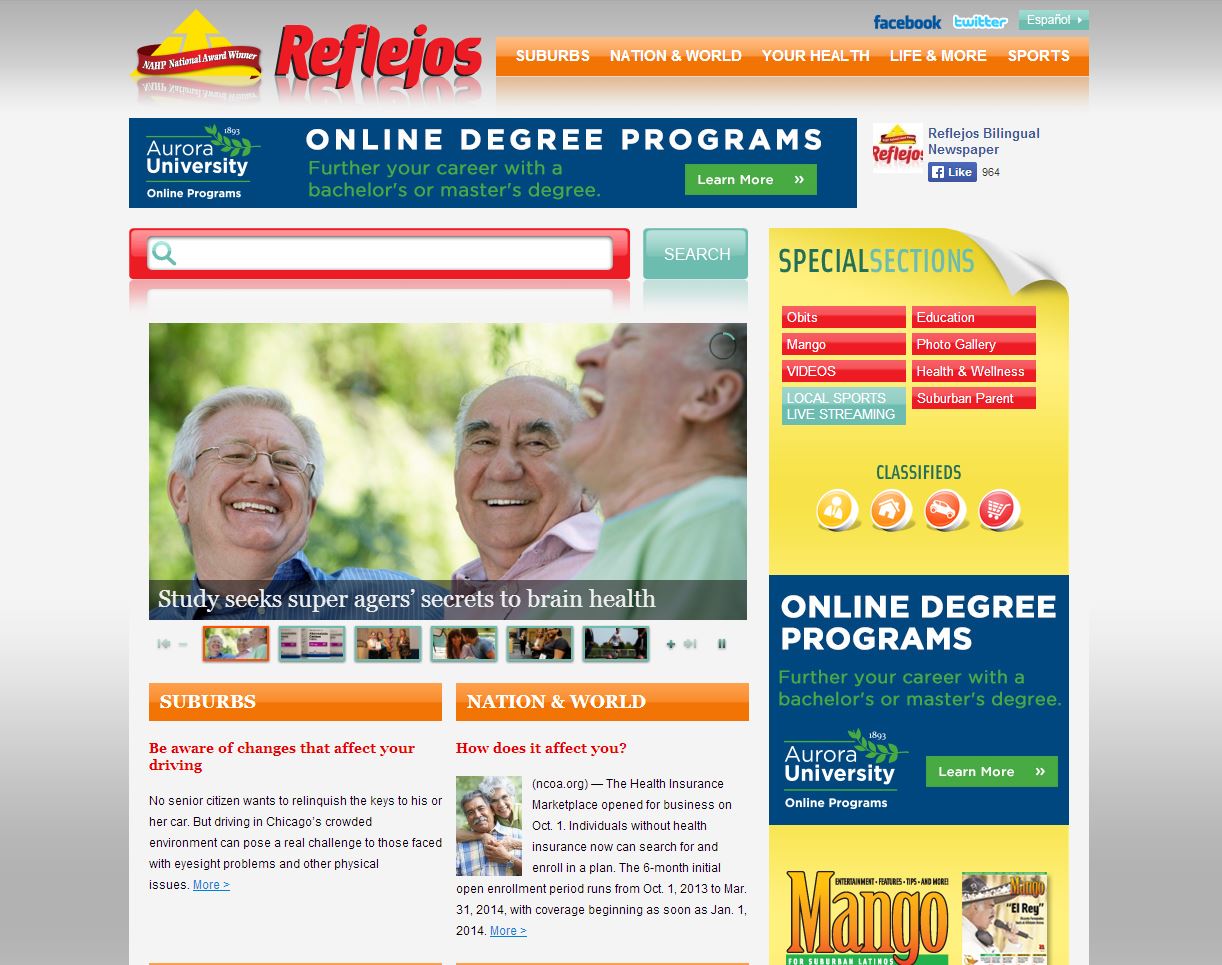 facebook twitter Español
NAHP National Award Winner
Reflejos
SUBURBS NATION & WORLD YOUR HEALTH LIFE & MORE SPORTS
1893
Aurora
University
Online Programs
ONLINE DEGREE PROGRAMS
Further your career with a
bachelor's or master's degree.
Learn More »
Reflejos
Reflejos Bilingual
Newspaper
Like 964
SEARCH
SPECIALSECTIONS
Obits Education
Mango Photo Gallery
VIDEOS Health & Wellness
LOCAL SPORTS
LIVE STREAMING
Suburban Parent
CLASSIFIEDS
Study seeks super agers’ secrets to brain health
SUBURBS
Be aware of changes that affect your
driving
No senior citizen wants to relinquish the keys to his or
her car. But driving in Chicago’s crowded
environment can pose a real challenge to those faced
with eyesight problems and other physical
issues. More >
NATION & WORLD
How does it affect you?
(ncoa.org) — The Health Insurance
Marketplace opened for business on
Oct. 1. Individuals without health
insurance now can search for and
enroll in a plan. The 6-month initial
open enrollment period runs from Oct. 1, 2013 to Mar.
31, 2014, with coverage beginning as soon as Jan. 1,
2014. More >
ONLINE DEGREE
PROGRAMS
Further your career with a
bachelor's or master's degree.
1893
Aurora
University
Online Programs
Learn More »
ENTERTAINMENT • FEATURES • TIPS • AND MORE!
Mango
FOR SUBURBAN LATINOS
Mango
"El Rey"